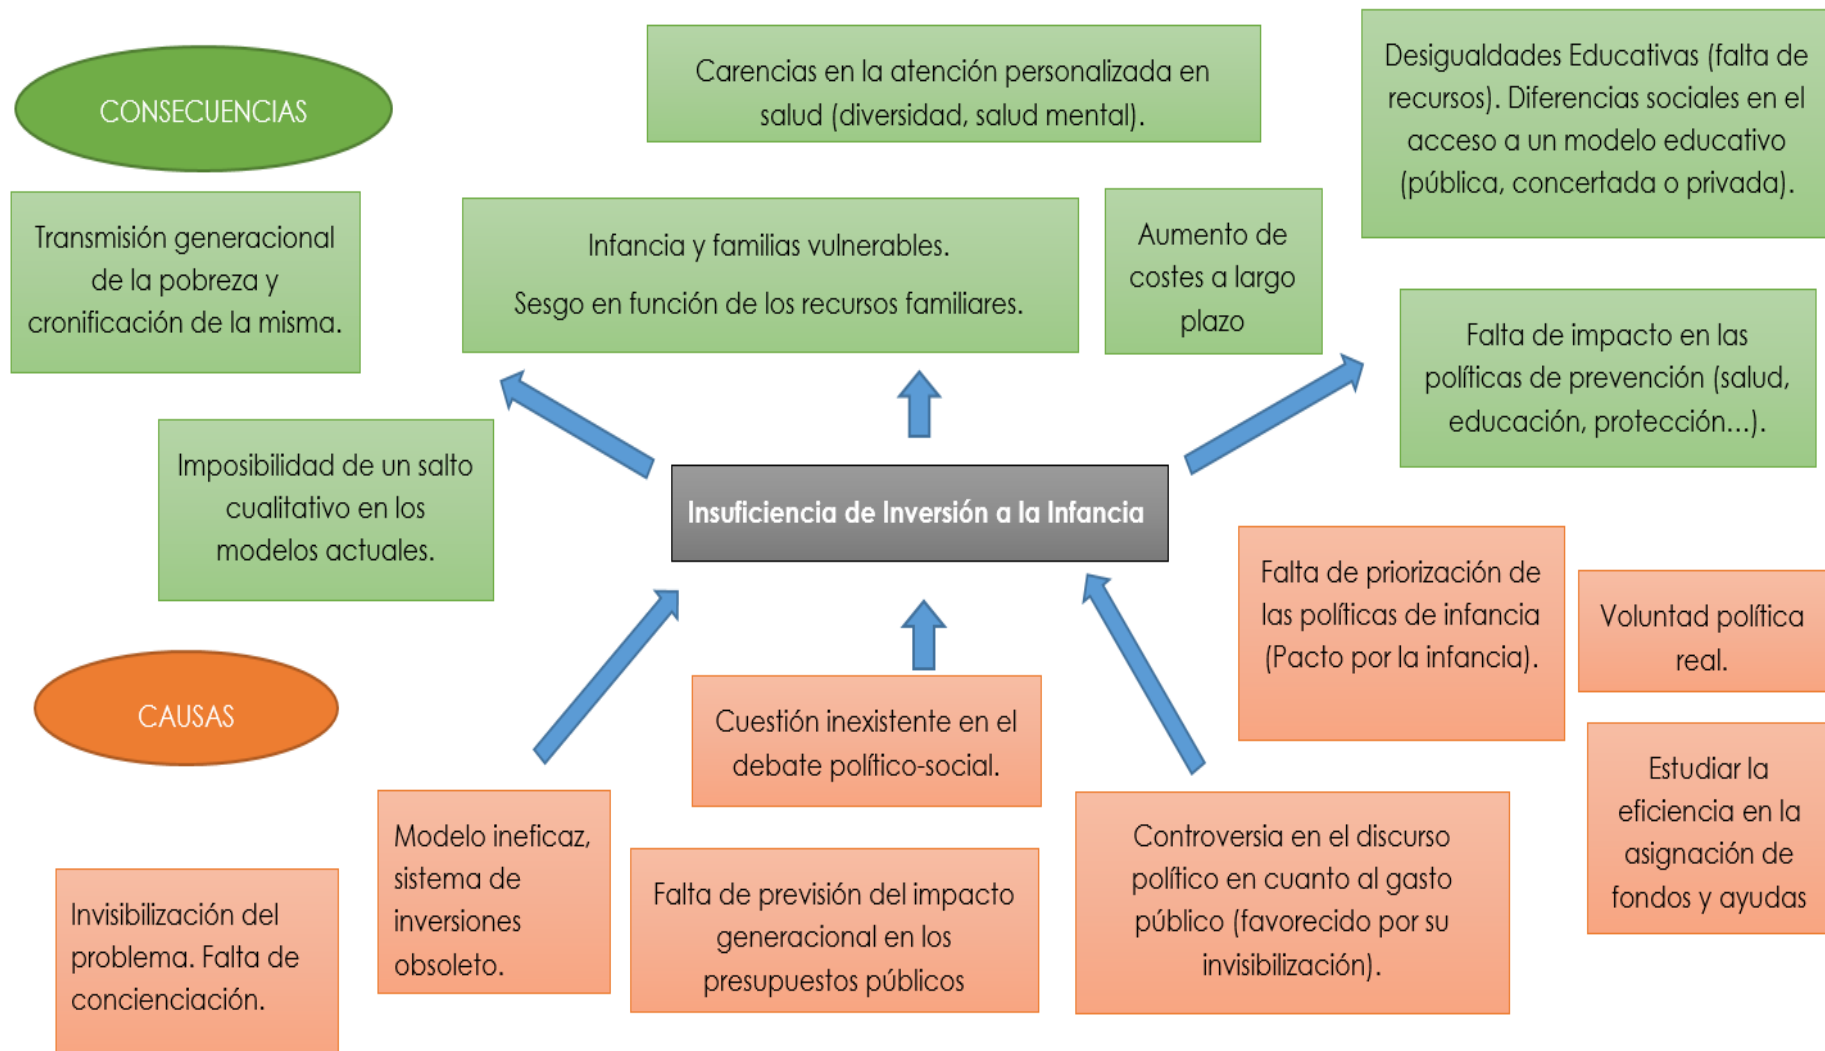 CONSECUENCIAS
Carencias en la atención personalizada en
salud (diversidad, salud mental).
Desigualdades Educativas (falta de
recursos). Diferencias sociales en el
acceso a un modelo educativo
(pública, concertada o privada).
Transmisión generacional
de la pobreza y
cronificación de la misma.
Infancia y familias vulnerables.
Sesgo en función de los recursos familiares.
Aumento de
costes a largo
plazo
Falta de impacto en las
políticas de prevención (salud,
educación, protección...).
Imposibilidad de un salto
cualitativo en los
modelos actuales.
Insuficiencia de Inversión a la Infancia
Falta de priorización de
las políticas de infancia
(Pacto por la infancia).
Voluntad política
real.
CAUSAS
Cuestión inexistente en el
debate político-social.
Estudiar la
eficiencia en la
asignación de
fondos y ayudas
Modelo ineficaz,
sistema de
inversiones
obsoleto.
Controversia en el discurso
político en cuanto al gasto
público (favorecido por su
invisibilización).
Falta de previsión del impacto
generacional en los
presupuestos públicos
Invisibilización del
problema. Falta de
concienciación.